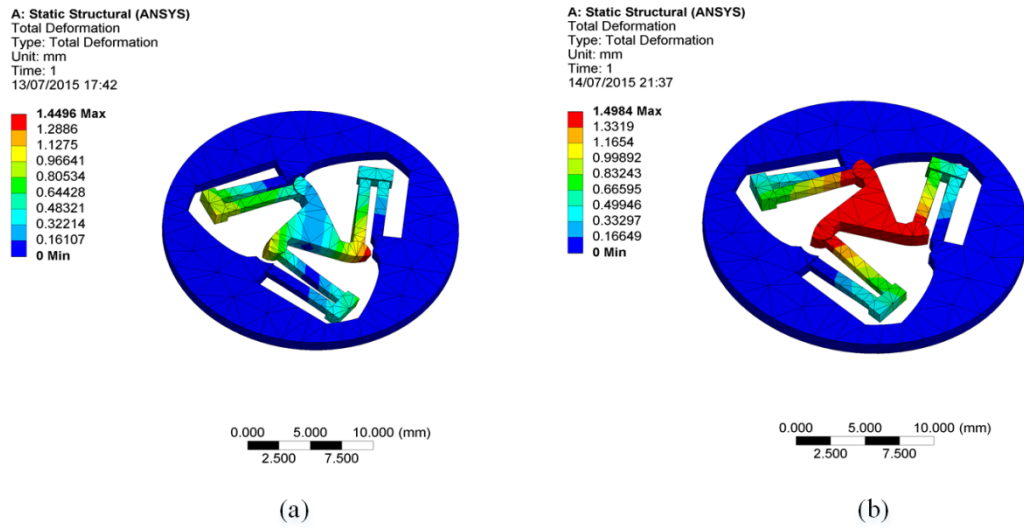 A: Static Structural (ANSYS)
Total Deformation
Type: Total Deformation
Unit: mm
Time: 1
13/07/2015 17:42
1.4496 Max
1.2886
1.1275
0.96641
0.80534
0.64428
0.48321
0.32214
0.16107
0 Min
0.000 5.000 10.000 (mm)
2.500 7.500
(a)
A: Static Structural (ANSYS)
Total Deformation
Type: Total Deformation
Unit: mm
Time: 1
14/07/2015 21:37
1.4984 Max
1.3319
1.1654
0.99892
0.83243
0.66595
0.49946
0.33297
0.16649
0 Min
0.000 5.000 10.000 (mm)
2.500 7.500
(b)